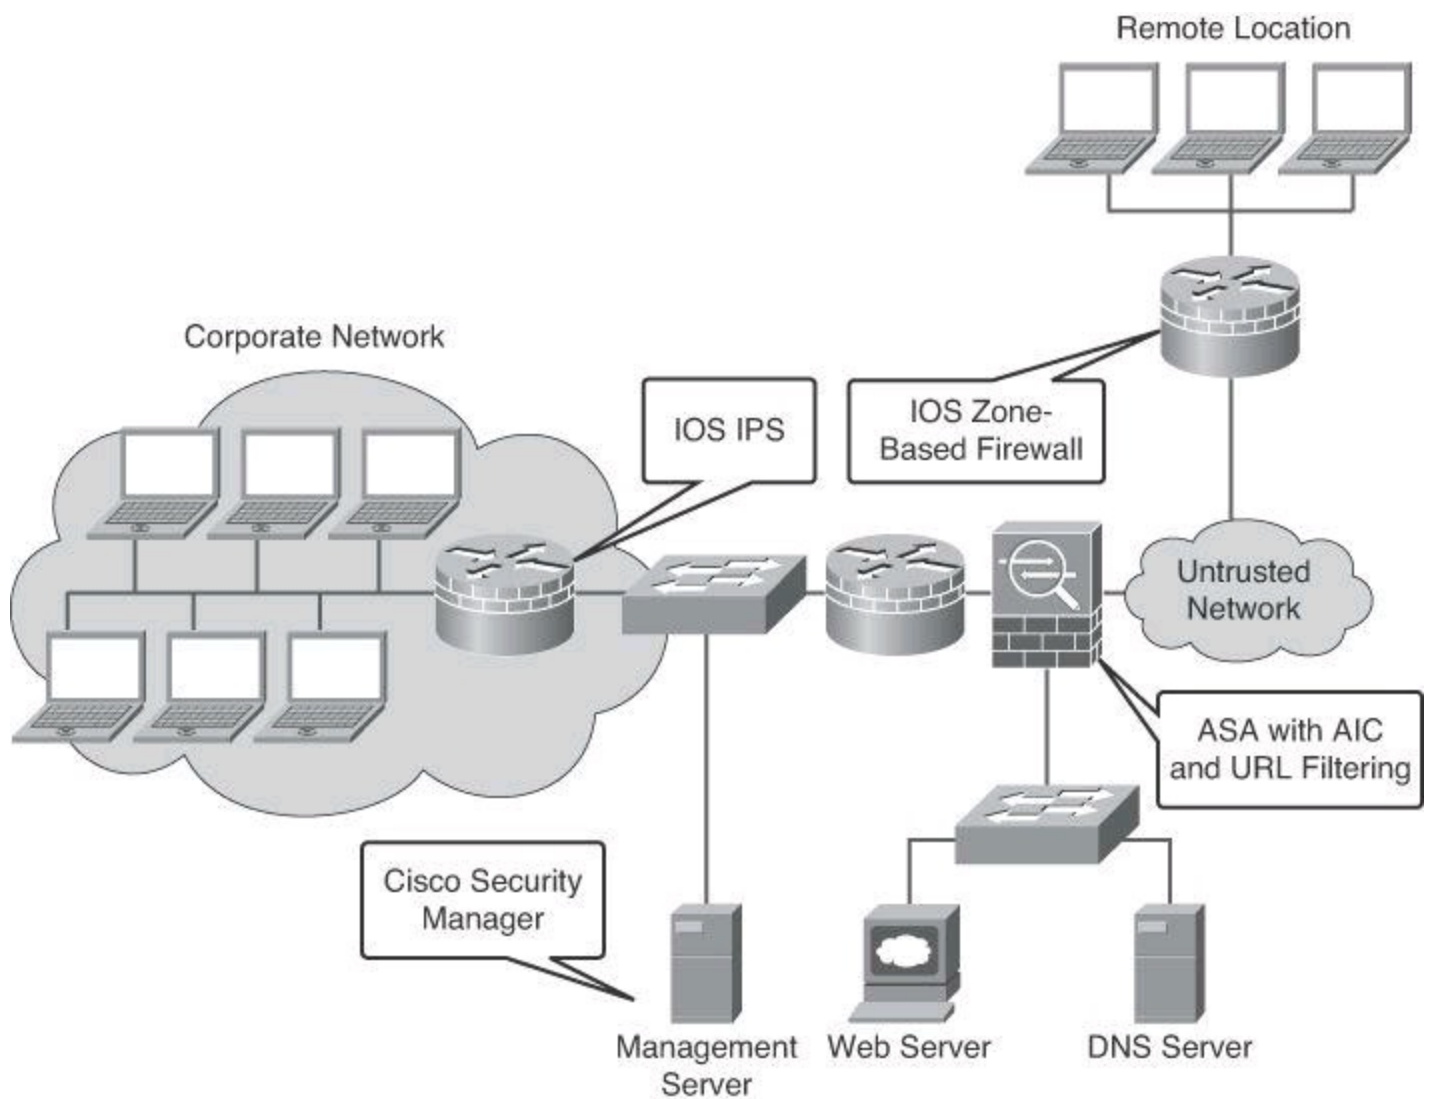 Remote Location
Corporate Network
IOS IPS
IOS Zone-
Based Firewall
Untrusted
Network
ASA with AIC
and URL Filtering
Cisco Security
Manager
Management
Server
Web Server
DNS Server